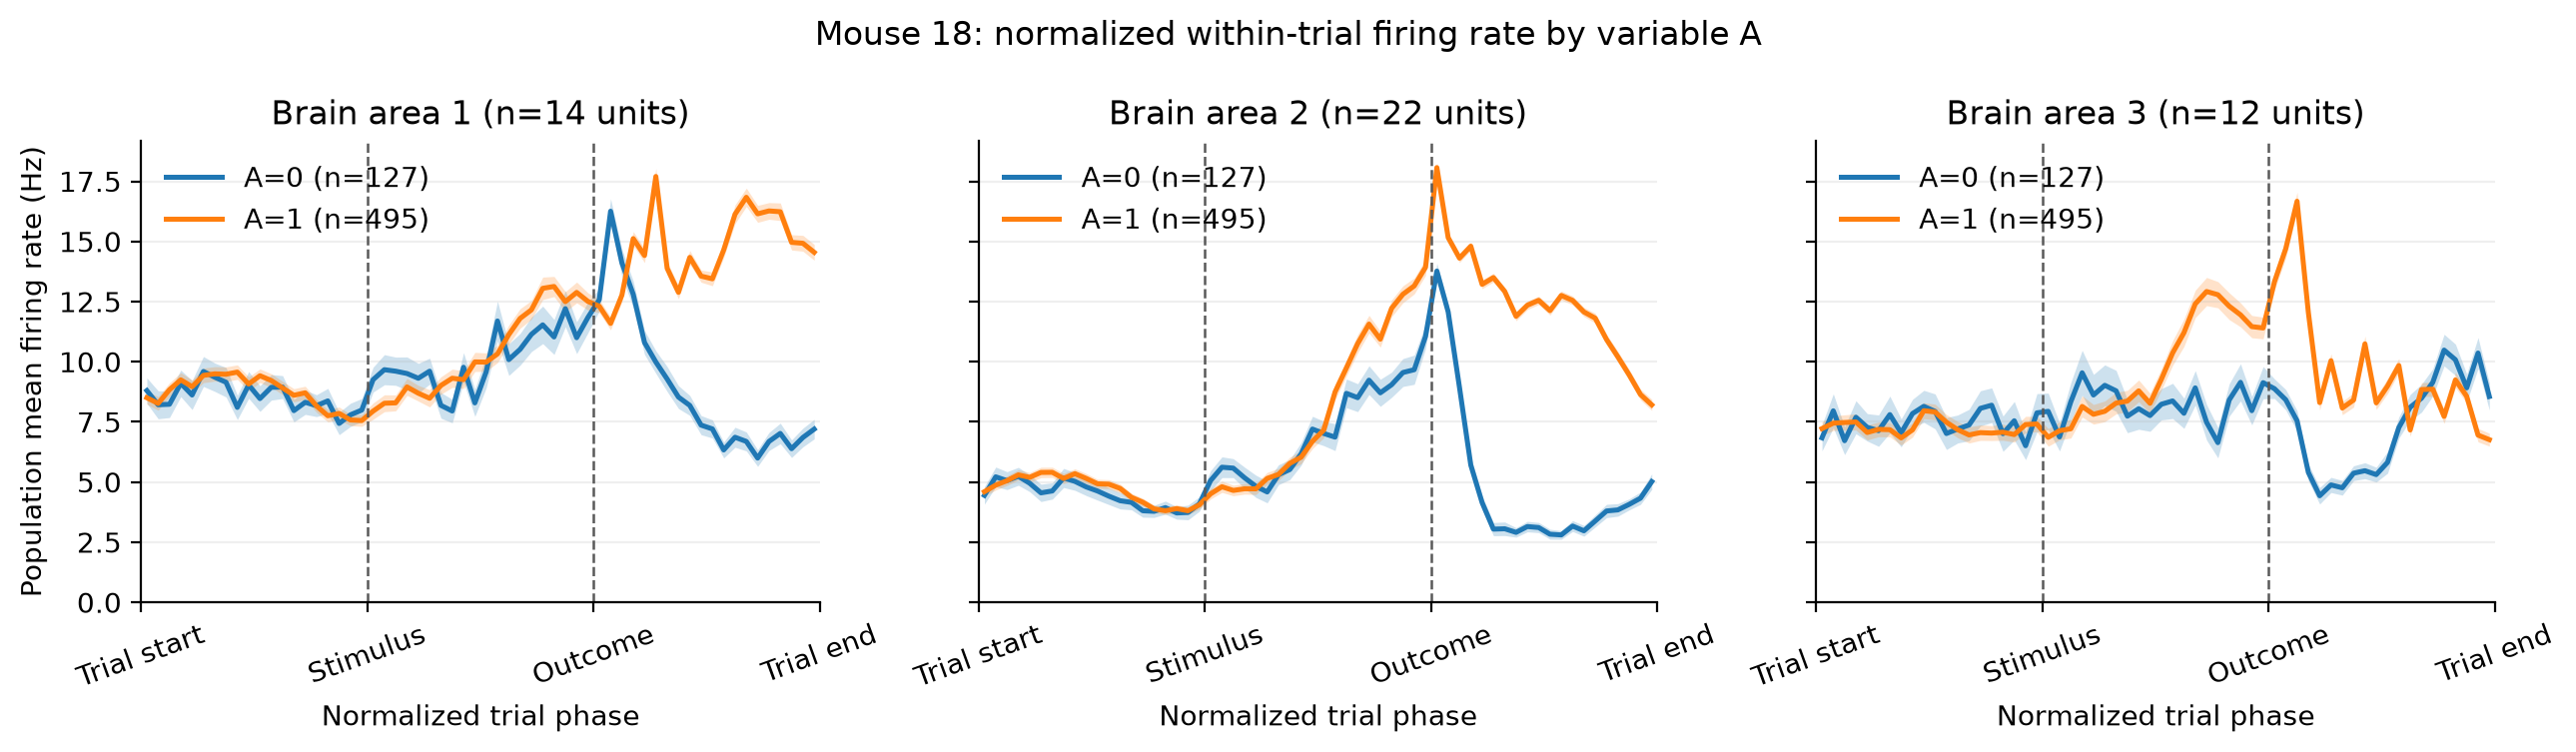 Mouse 18: normalized within-trial firing rate by variable A
Brain area 1 (n=14 units)
Population mean firing rate (Hz)
17.5
15.0
12.5
10.0
7.5
5.0
2.5
0.0
A=0 (n=127)
A=1 (n=495)
Trial start
Stimulus
Outcome
Trial end
Normalized trial phase
Brain area 2 (n=22 units)
A=0 (n=127)
A=1 (n=495)
Trial start
Stimulus
Outcome
Trial end
Normalized trial phase
Brain area 3 (n=12 units)
A=0 (n=127)
A=1 (n=495)
Trial start
Stimulus
Outcome
Trial end
Normalized trial phase